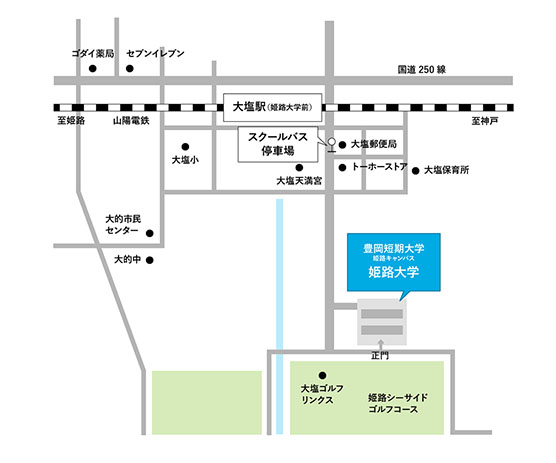 ゴダイ薬局
セブンイレブン
国道 250 線
大塩駅（姫路大学前）
至姫路
山陽電鉄
至神戸
スクールバス
停車場
大塩郵便局
大塩小
トーホーストア
大塩保育所
大塩天満宮
大的市民
センター
大的中
豊岡短期大学
姫路キャンパス
姫路大学
正門
大塩ゴルフ
リンクス
姫路シーサイド
ゴルフコース